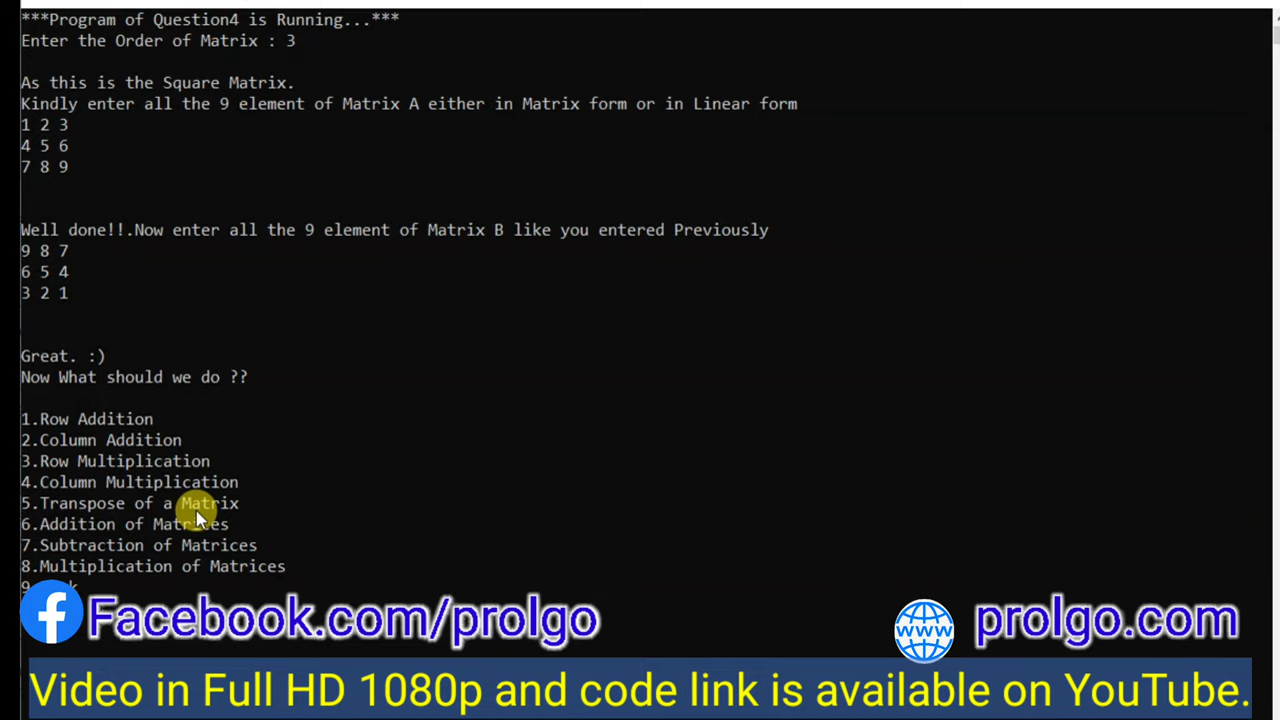 ***Program of Question4 is Running...***
Enter the Order of Matrix : 3
As this is the Square Matrix.
Kindly enter all the 9 element of Matrix A either in Matrix form or in Linear form
1 2 3
4 5 6
7 8 9
Well done!!.Now enter all the 9 element of Matrix B like you entered Previously
9 8 7
6 5 4
3 2 1
Great. :)
Now What should we do ??
1.Row Addition
2.Column Addition
3.Row Multiplication
4.Column Multiplication
5.Transpose of a Matrix
6.Addition of Matrices
7.Subtraction of Matrices
8.Multiplication of Matrices
Facebook.com/prolgo
www
prolgo.com
Video in Full HD 1080p and code link is available on YouTube.